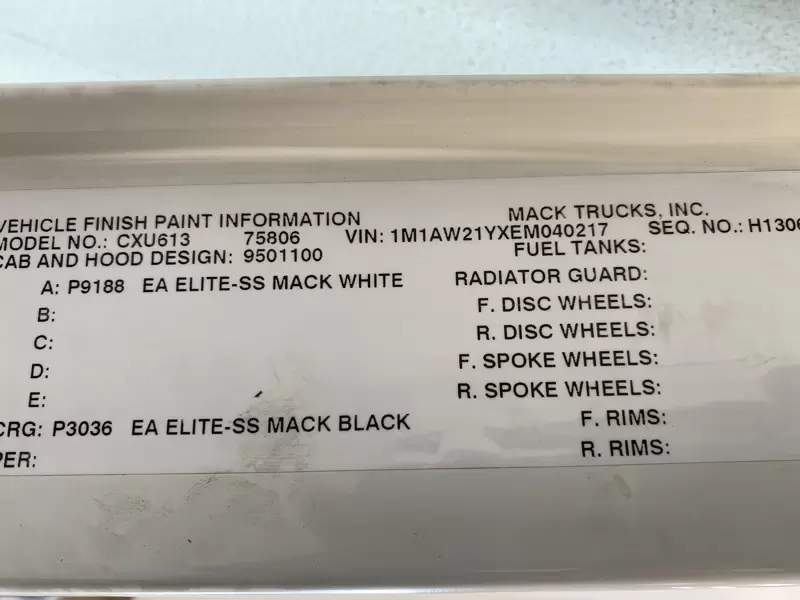 VEHICLE FINISH PAINT INFORMATION MACK TRUCKS, INC.
MODEL NO.: CXU613 75806 VIN: 1M1AW21YXEM040217 SEQ. NO.: H1306
CAB AND HOOD DESIGN: 9501100 FUEL TANKS:
A: P9188 EA ELITE-SS MACK WHITE RADIATOR GUARD:
B: F. DISC WHEELS:
C: R. DISC WHEELS:
D: F. SPOKE WHEELS:
E: R. SPOKE WHEELS:
CRG: P3036 EA ELITE-SS MACK BLACK F. RIMS:
PER: R. RIMS: